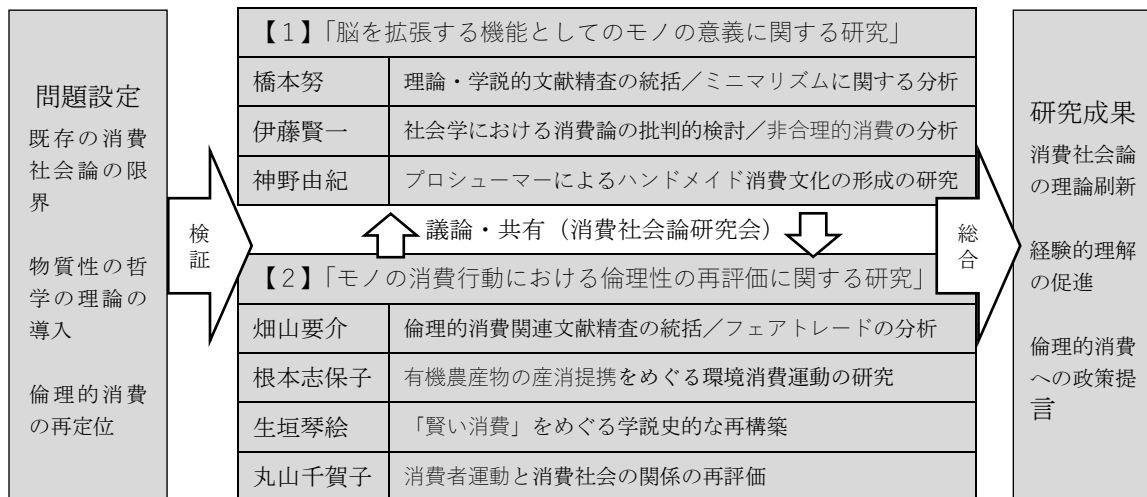 問題設定
既存の消費
社会論の限
界
物質性の哲
学の理論の
導入
倫理的消費
の再定位
検
証
【1】「脳を拡張する機能としてのモノの意義に関する研究」
橋本努 理論・学説的文献精査の統括／ミニマリズムに関する分析
伊藤賢一 社会学における消費論の批判的検討／非合理的消費の分析
神野由紀 プロシューマーによるハンドメイド消費文化の形成の研究
議論・共有（消費社会論研究会）
【2】「モノの消費行動における倫理性の再評価に関する研究」
畑山要介 倫理的消費関連文献精査の統括／フェアトレードの分析
根本志保子 有機農産物の産消提携をめぐる環境消費運動の研究
生垣琴絵 「賢い消費」をめぐる学説史的な再構築
丸山千賀子 消費者運動と消費社会の関係の再評価
総
合
研究成果
消費社会論
の理論刷新
経験的理解
の促進
倫理的消費
への政策提
言